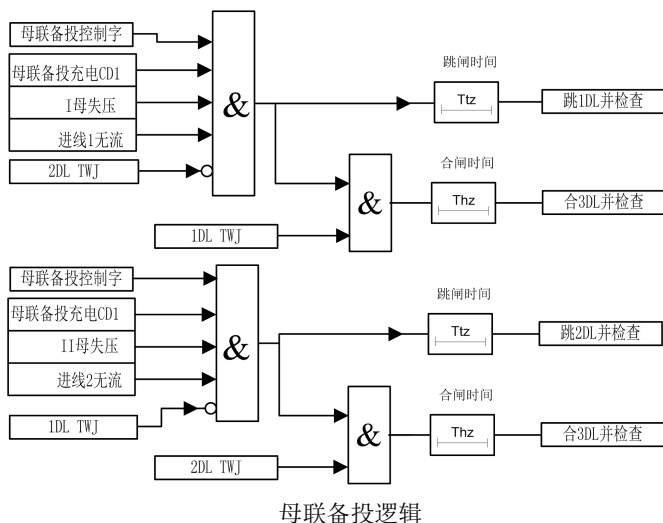 母联备投控制字
母联备投充电CD1
I母失压
进线1无流
2DL TWJ
&
跳闸时间
Ttz
跳1DL并检查
1DL TWJ
&
合闸时间
Thz
合3DL并检查
母联备投控制字
母联备投充电CD1
II母失压
进线2无流
1DL TWJ
&
跳闸时间
Ttz
跳2DL并检查
2DL TWJ
&
合闸时间
Thz
合3DL并检查
母联备投逻辑